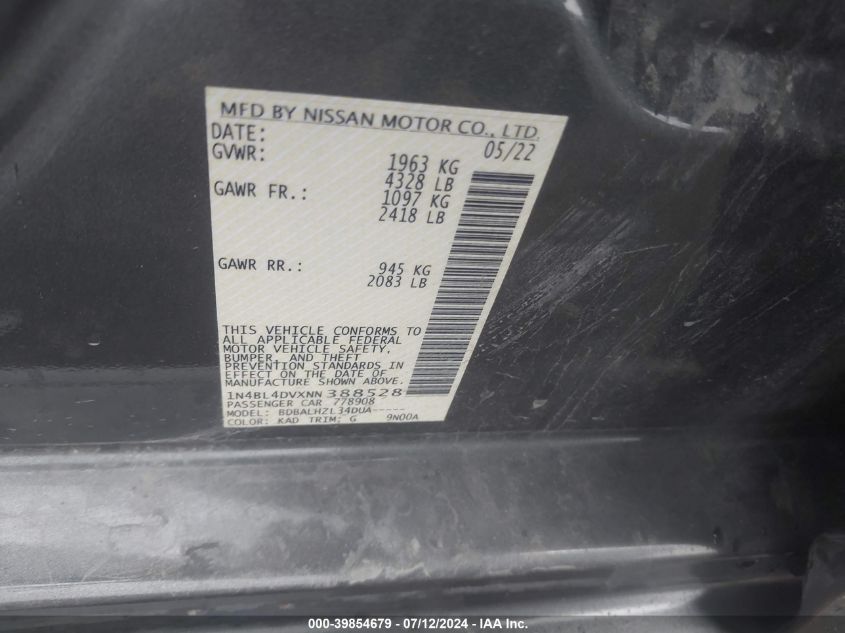 MFD BY NISSAN MOTOR CO., LTD.
DATE: 05/22
GVWR: 1963 KG
4328 LB
GAWR FR.: 1097 KG
2418 LB
GAWR RR.: 945 KG
2083 LB
THIS VEHICLE CONFORMS TO
ALL APPLICABLE FEDERAL
MOTOR VEHICLE SAFETY,
BUMPER, AND THEFT
PREVENTION STANDARDS IN
EFFECT ON THE DATE OF
MANUFACTURE SHOWN ABOVE.
1N4BL4DVXNN388528
PASSENGER CAR 778908
MODEL: BDBALHZL34DUA-----
COLOR: KAD TRIM: G 9N00A
000-39854679 - 07/12/2024 - IAA Inc.